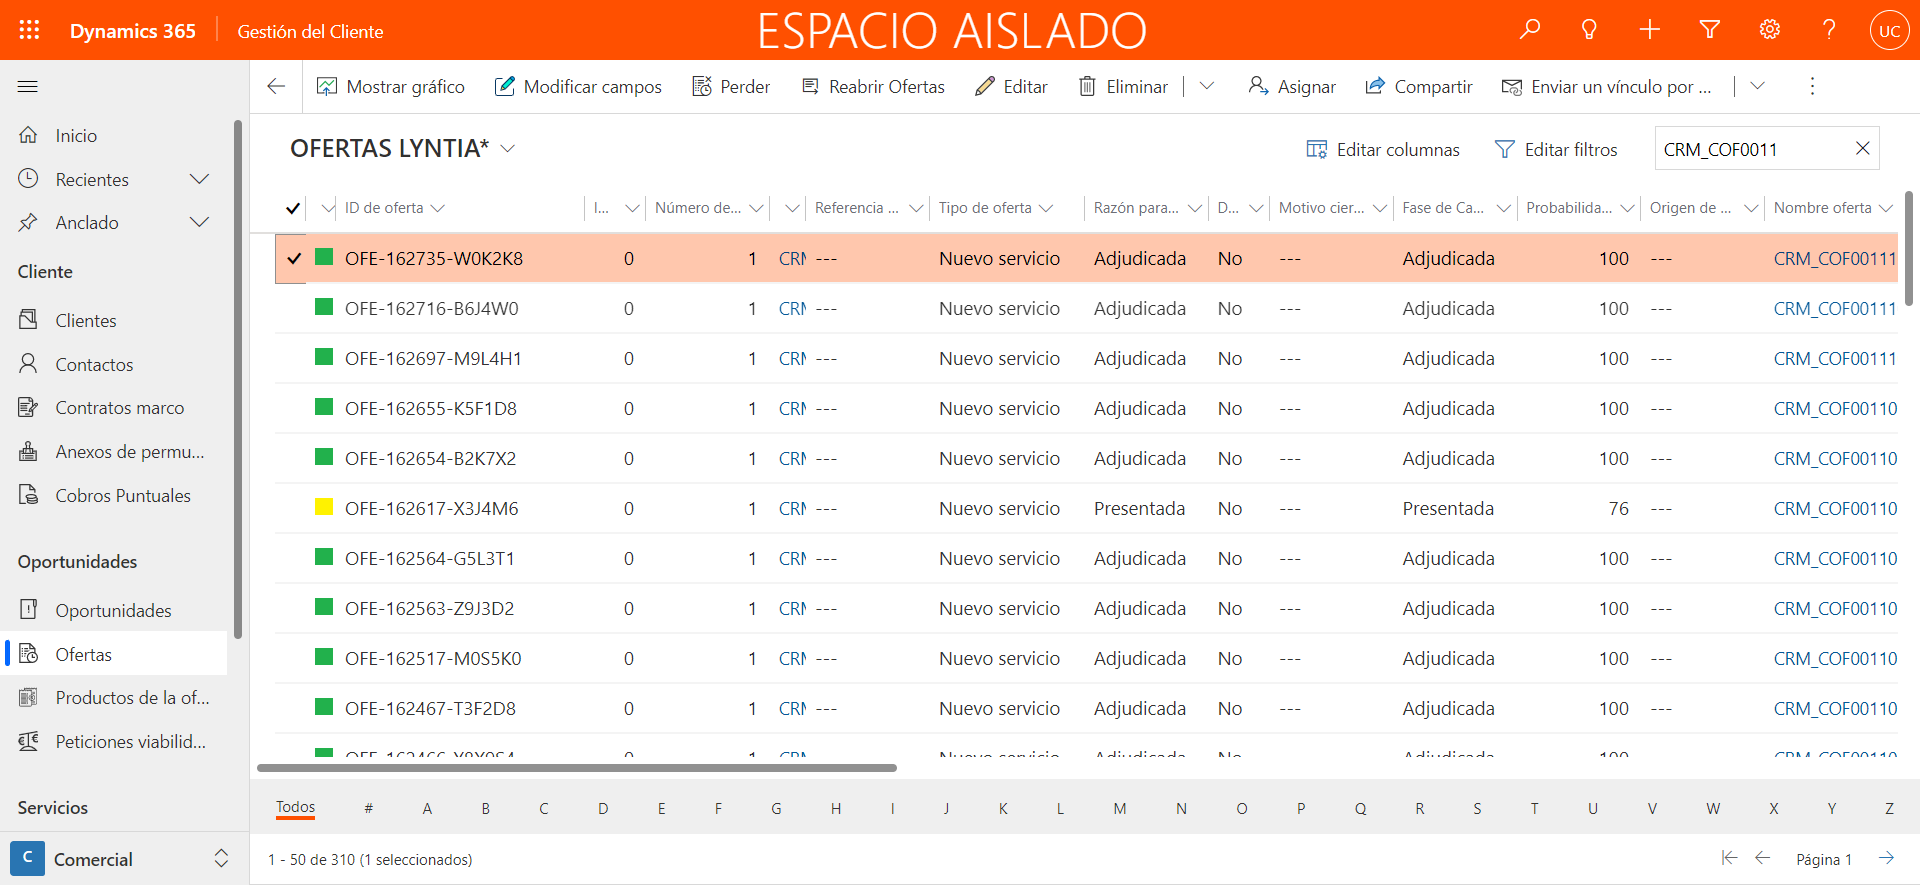 Dynamics 365
Gestión del Cliente
ESPACIO AISLADO
UC
Mostrar gráfico
Modificar campos
Perder
Reabrir Ofertas
Editar
Eliminar
Asignar
Compartir
Enviar un vínculo por ...
Inicio
Recientes
Anclado
Cliente
Clientes
Contactos
Contratos marco
Anexos de permu...
Cobros Puntuales
Oportunidades
Oportunidades
Ofertas
Productos de la of...
Peticiones viabilid...
Servicios
C Comercial
OFERTAS LYNTIA*
Editar columnas
Editar filtros
CRM_COF0011
ID de oferta I... Número de... Referencia ... Tipo de oferta Razón para... D... Motivo cier... Fase de Ca... Probabilida... Origen de ... Nombre oferta
OFE-162735-W0K2K8 0 1 CRM --- Nuevo servicio Adjudicada No --- Adjudicada 100 --- CRM_COF00111
OFE-162716-B6J4W0 0 1 CRM --- Nuevo servicio Adjudicada No --- Adjudicada 100 --- CRM_COF00111
OFE-162697-M9L4H1 0 1 CRM --- Nuevo servicio Adjudicada No --- Adjudicada 100 --- CRM_COF00111
OFE-162655-K5F1D8 0 1 CRM --- Nuevo servicio Adjudicada No --- Adjudicada 100 --- CRM_COF00110
OFE-162654-B2K7X2 0 1 CRM --- Nuevo servicio Adjudicada No --- Adjudicada 100 --- CRM_COF00110
OFE-162617-X3J4M6 0 1 CRM --- Nuevo servicio Presentada No --- Presentada 76 --- CRM_COF00110
OFE-162564-G5L3T1 0 1 CRM --- Nuevo servicio Adjudicada No --- Adjudicada 100 --- CRM_COF00110
OFE-162563-Z9J3D2 0 1 CRM --- Nuevo servicio Adjudicada No --- Adjudicada 100 --- CRM_COF00110
OFE-162517-M0S5K0 0 1 CRM --- Nuevo servicio Adjudicada No --- Adjudicada 100 --- CRM_COF00110
OFE-162467-T3F2D8 0 1 CRM --- Nuevo servicio Adjudicada No --- Adjudicada 100 --- CRM_COF00110
Todos # A B C D E F G H I J K L M N O P Q R S T U V W X Y Z
1 - 50 de 310 (1 seleccionados)
Página 1